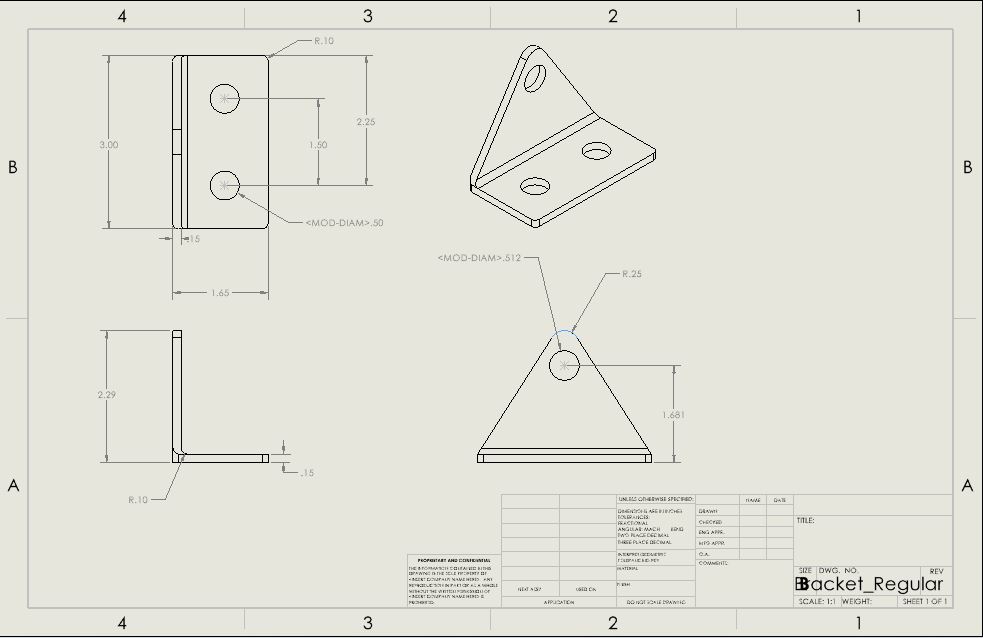 4 3 2 1
R.10
2.25
3.00
1.50
B B
<MOD-DIAM>.50
.15
<MOD-DIAM>.512
R.25
1.65
2.29
1.681
.15
A A
R.10
UNLESS OTHERWISE SPECIFIED:
NAME DATE
DIMENSIONS ARE IN INCHES
TOLERANCES:
FRACTIONAL
ANGULAR: MACH BEND
TWO PLACE DECIMAL
THREE PLACE DECIMAL
DRAWN
CHECKED
ENG APPR.
MFG APPR.
Q.A.
COMMENTS:
TITLE:
INTERPRET GEOMETRIC
TOLERANCING PER:
MATERIAL
FINISH
PROPRIETARY AND CONFIDENTIAL
THE INFORMATION CONTAINED IN THIS
DRAWING IS THE SOLE PROPERTY OF
<INSERT COMPANY NAME HERE>. ANY
REPRODUCTION IN PART OR AS A WHOLE
WITHOUT THE WRITTEN PERMISSION OF
<INSERT COMPANY NAME HERE> IS
PROHIBITED.
NEXT ASSY USED ON
APPLICATION
DO NOT SCALE DRAWING
SIZE DWG. NO. REV
B Bracket_Regular
SCALE: 1:1 WEIGHT: SHEET 1 OF 1
4 3 2 1